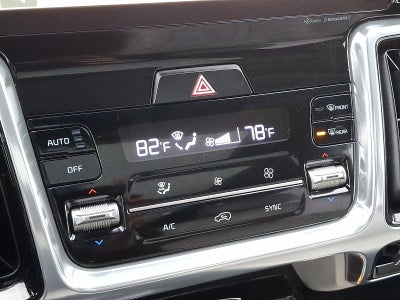 82°F 78°F
FRONT
AUTO
REAR
OFF
A/C SYNC